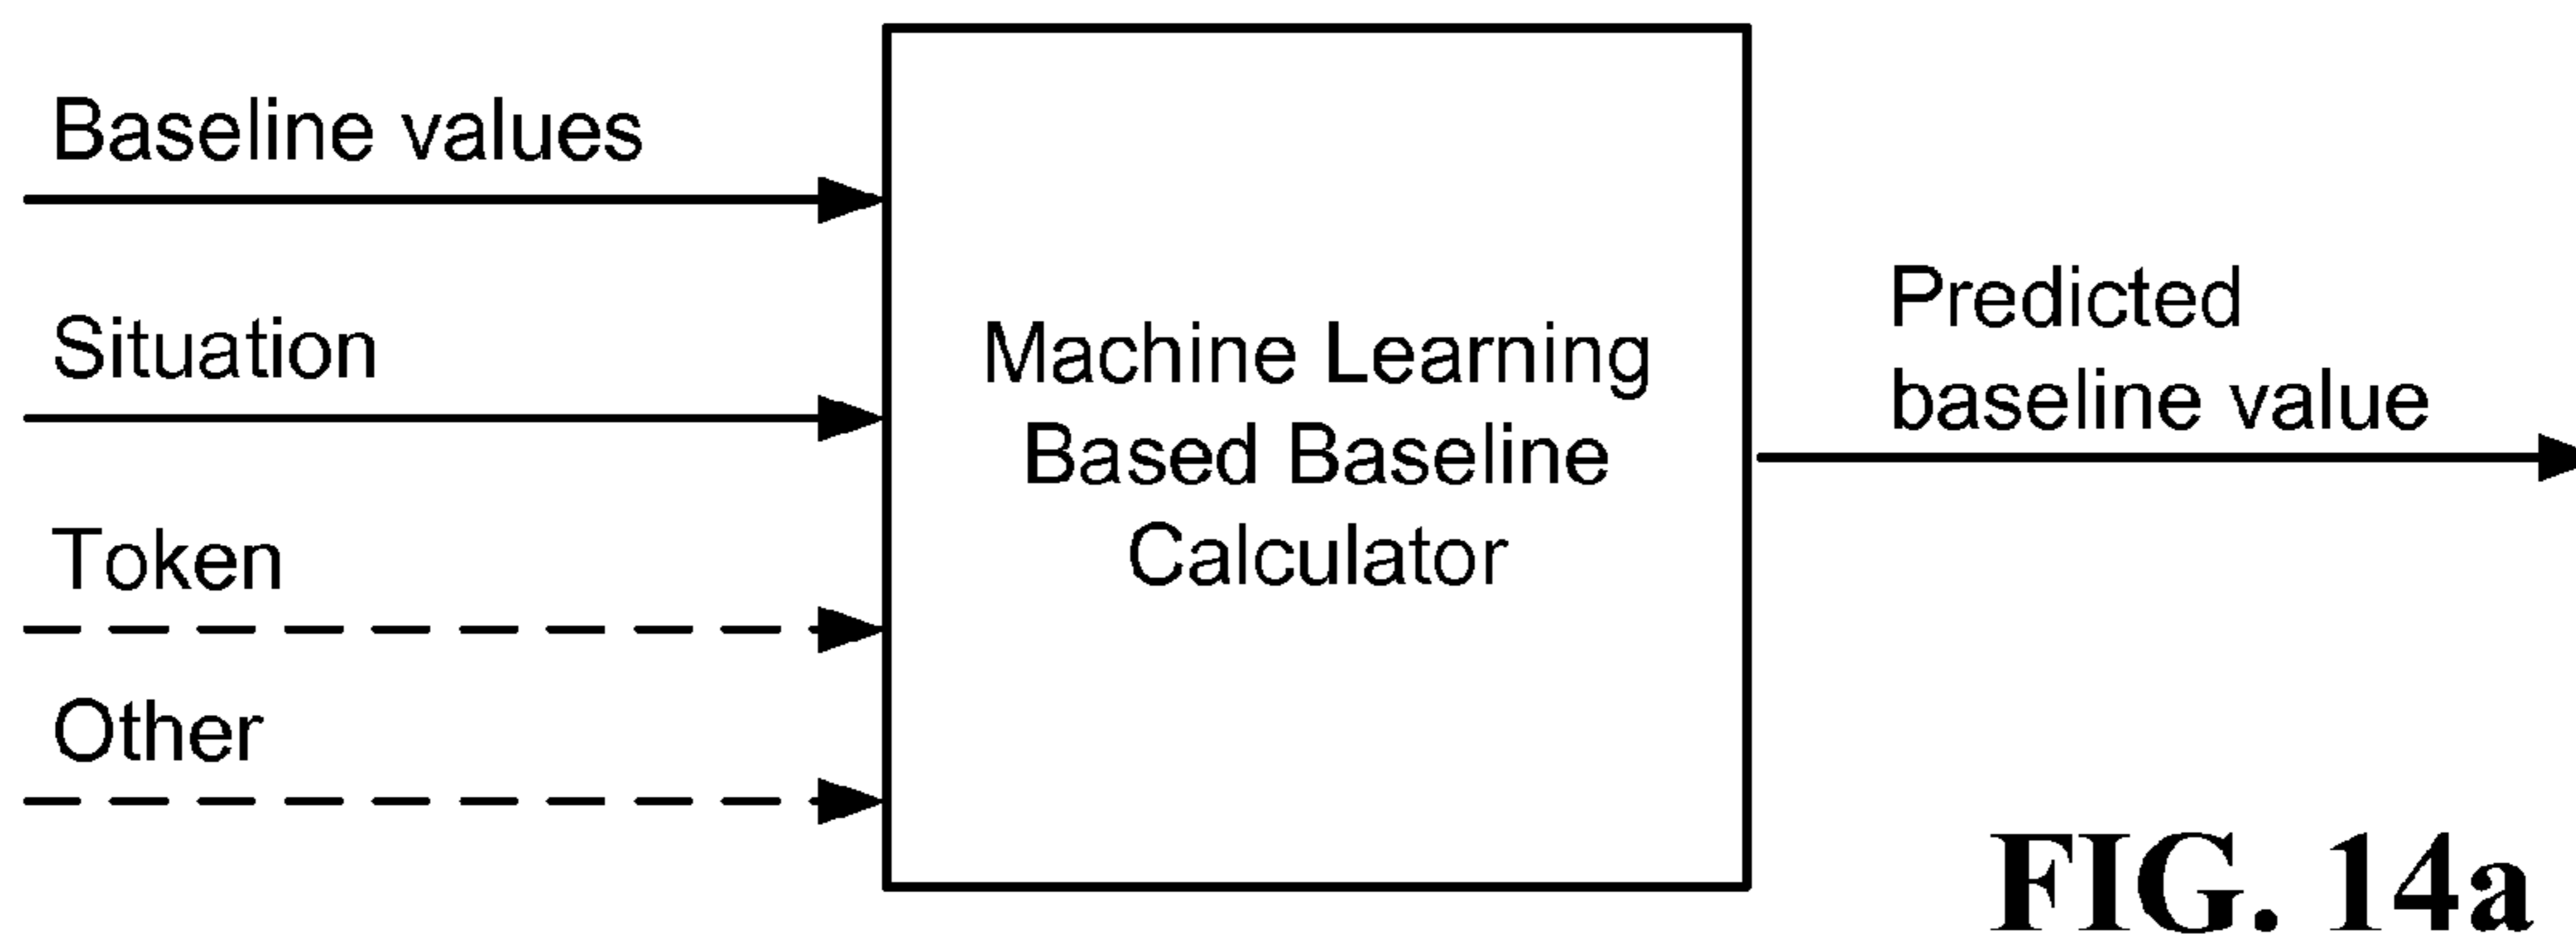 Baseline values
Situation
Token
Other
Machine Learning
Based Baseline
Calculator
Predicted
baseline value
FIG. 14a